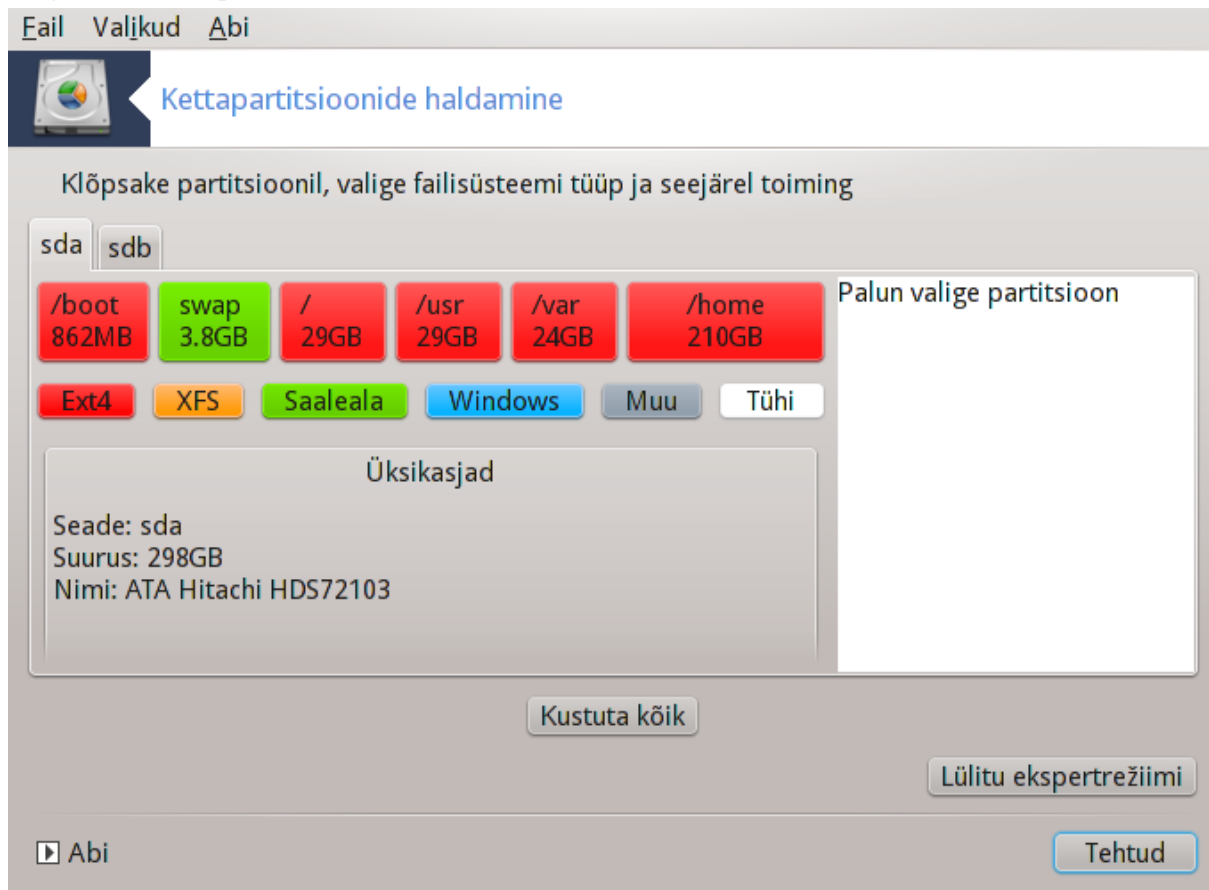 Fail Valikud Abi
Kettapartitsioonide haldamine
Klõpsake partitsioonil, valige failisüsteemi tüüp ja seejärel toiming
sda sdb
/boot swap / /usr /var /home
862MB 3.8GB 29GB 29GB 24GB 210GB
Palun valige partitsioon
Ext4 XFS Saaleala Windows Muu Tühi
Üksikasjad
Seade: sda
Suurus: 298GB
Nimi: ATA Hitachi HDS72103
Kustuta kõik
Lülitu ekspertrežiimi
Abi Tehtud